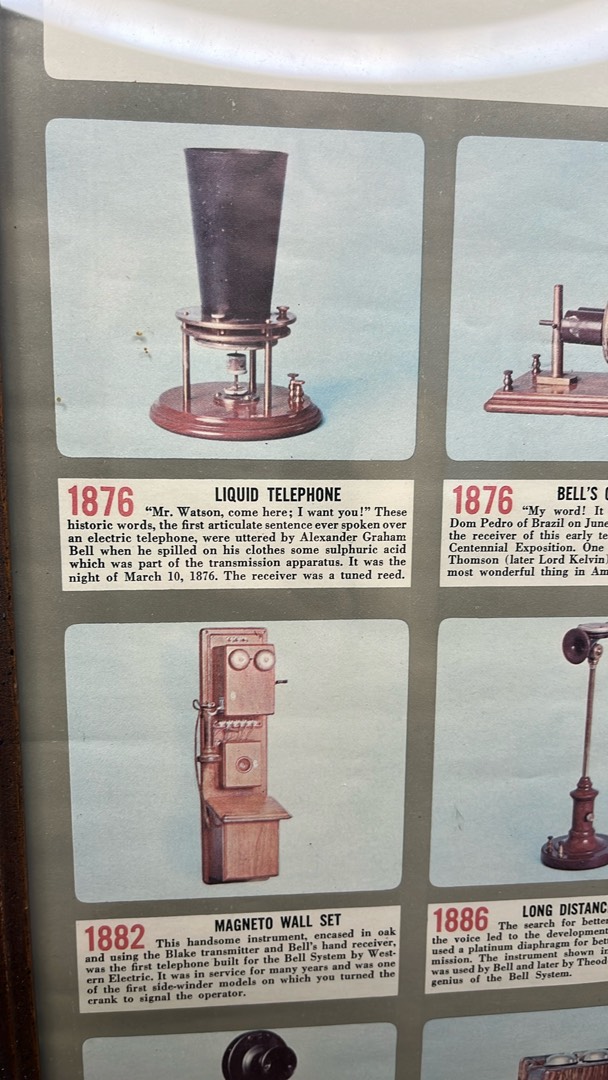 1876 LIQUID TELEPHONE
"Mr. Watson, come here; I want you!" These
historic words, the first articulate sentence ever spoken over
an electric telephone, were uttered by Alexander Graham
Bell when he spilled on his clothes some sulphuric acid
which was part of the transmission apparatus. It was the
night of March 10, 1876. The receiver was a tuned reed.
1876 BELL'S
"My word! It
Dom Pedro of Brazil on June
the receiver of this early te
Centennial Exposition. One
Thomson (later Lord Kelvin)
most wonderful thing in Am
1882 MAGNETO WALL SET
This handsome instrument, encased in oak
and using the Blake transmitter and Bell's hand receiver,
was the first telephone built for the Bell System by West-
ern Electric. It was in service for many years and was one
of the first side-winder models on which you turned the
crank to signal the operator.
1886 LONG DISTANC
The search for better
the voice led to the development
used a platinum diaphragm for bet
mission. The instrument shown in
was used by Bell and later by Theod
genius of the Bell System.